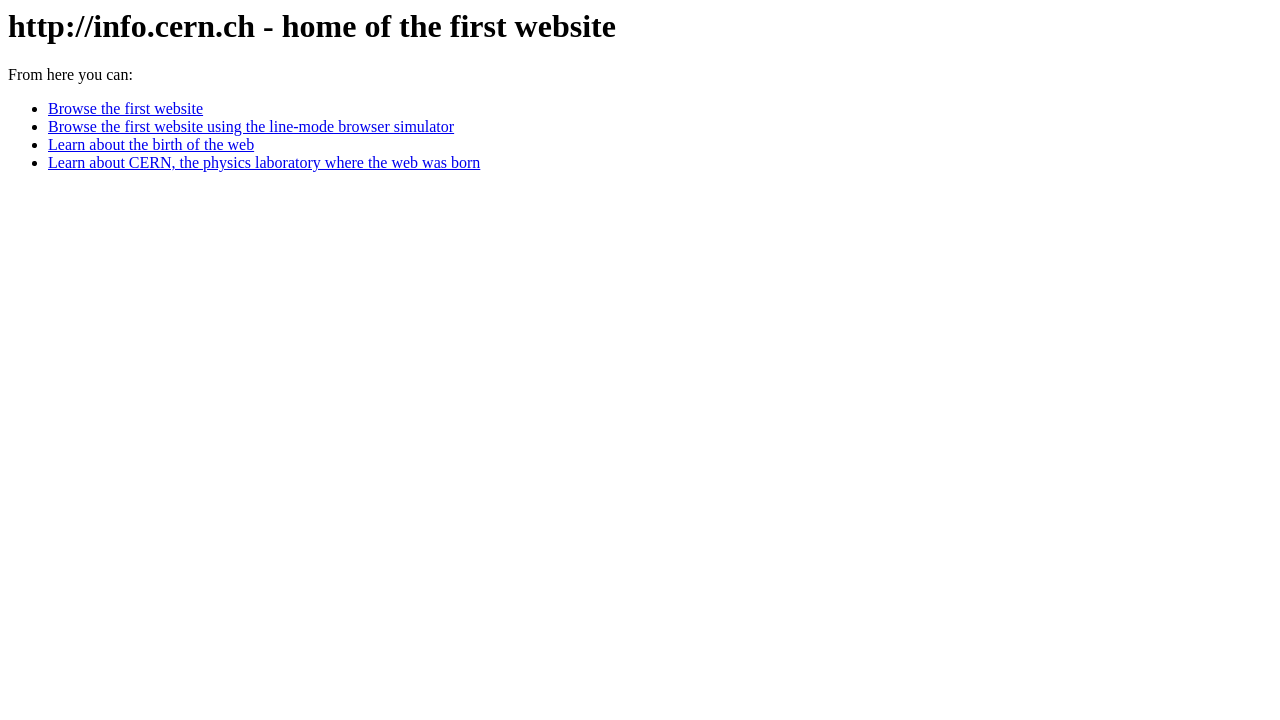 http://info.cern.ch - home of the first website
From here you can:
Browse the first website
Browse the first website using the line-mode browser simulator
Learn about the birth of the web
Learn about CERN, the physics laboratory where the web was born